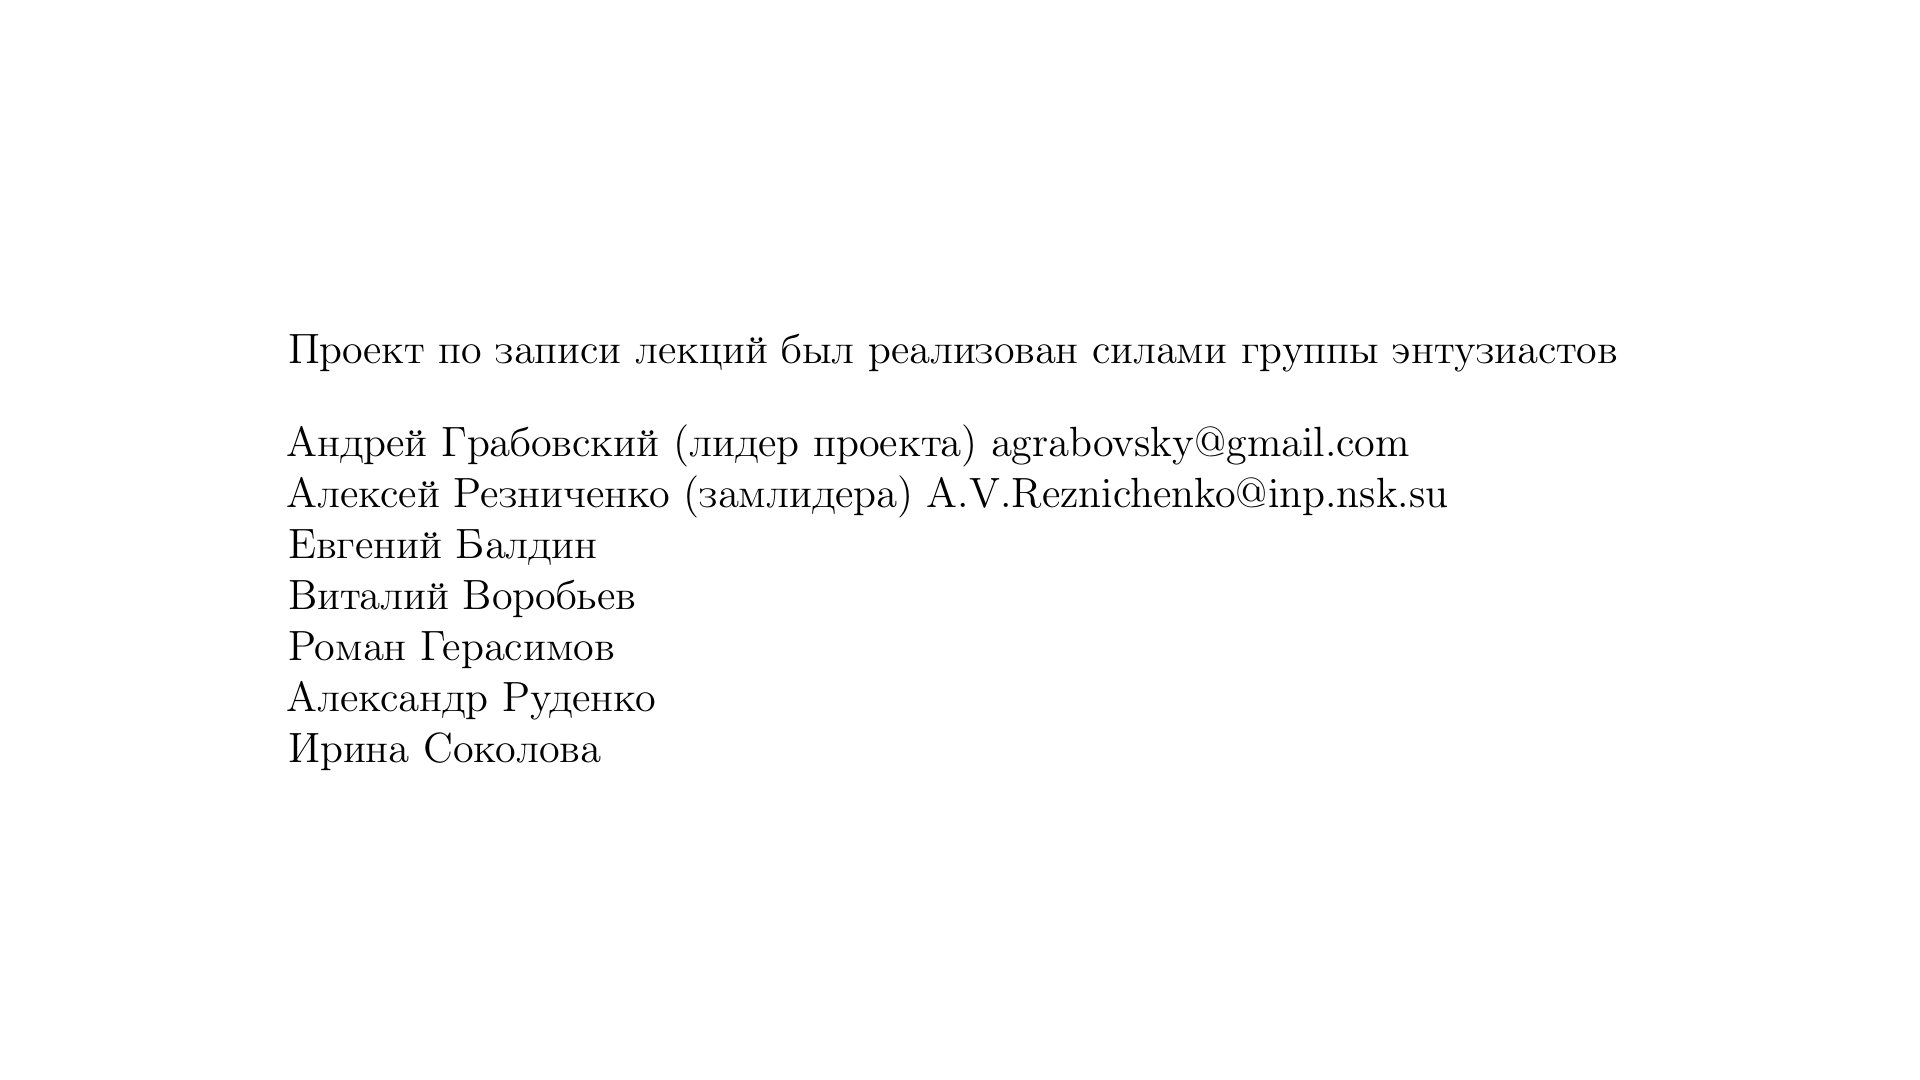 Проект по записи лекций был реализован силами группы энтузиастов
Андрей Грабовский (лидер проекта) agrabovsky@gmail.com
Алексей Резниченко (замлидера) A.V.Reznichenko@inp.nsk.su
Евгений Балдин
Виталий Воробьев
Роман Герасимов
Александр Руденко
Ирина Соколова